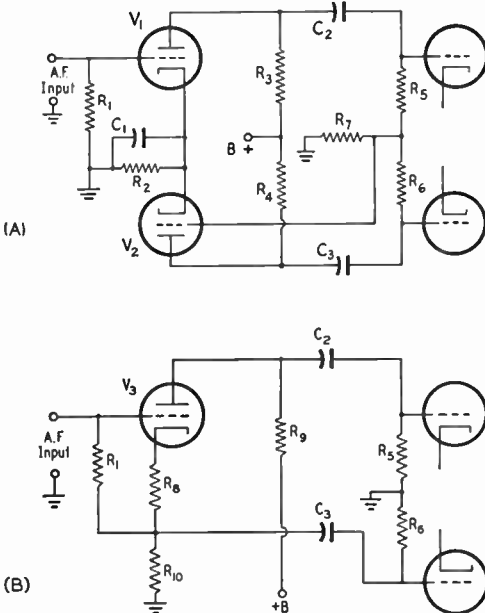 V1
C2
A.F.
Input
R1
R3
R5
C1
R7
B +
R2
R4
R6
(A)
V2
C3
V3
C2
A.F
Input
R1
R8
R9
R5
C3
R6
R10
(B)
+B